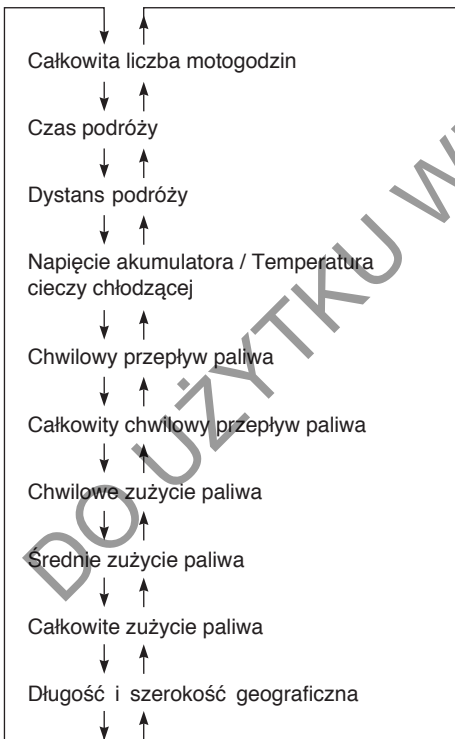 Całkowita liczba motogodzin
Czas podróży
Dystans podróży
Napięcie akumulatora / Temperatura
cieczy chłodzącej
Chwilowy przepływ paliwa
Całkowity chwilowy przepływ paliwa
Chwilowe zużycie paliwa
Średnie zużycie paliwa
Całkowite zużycie paliwa
Długość i szerokość geograficzna
DO UŻYTKU